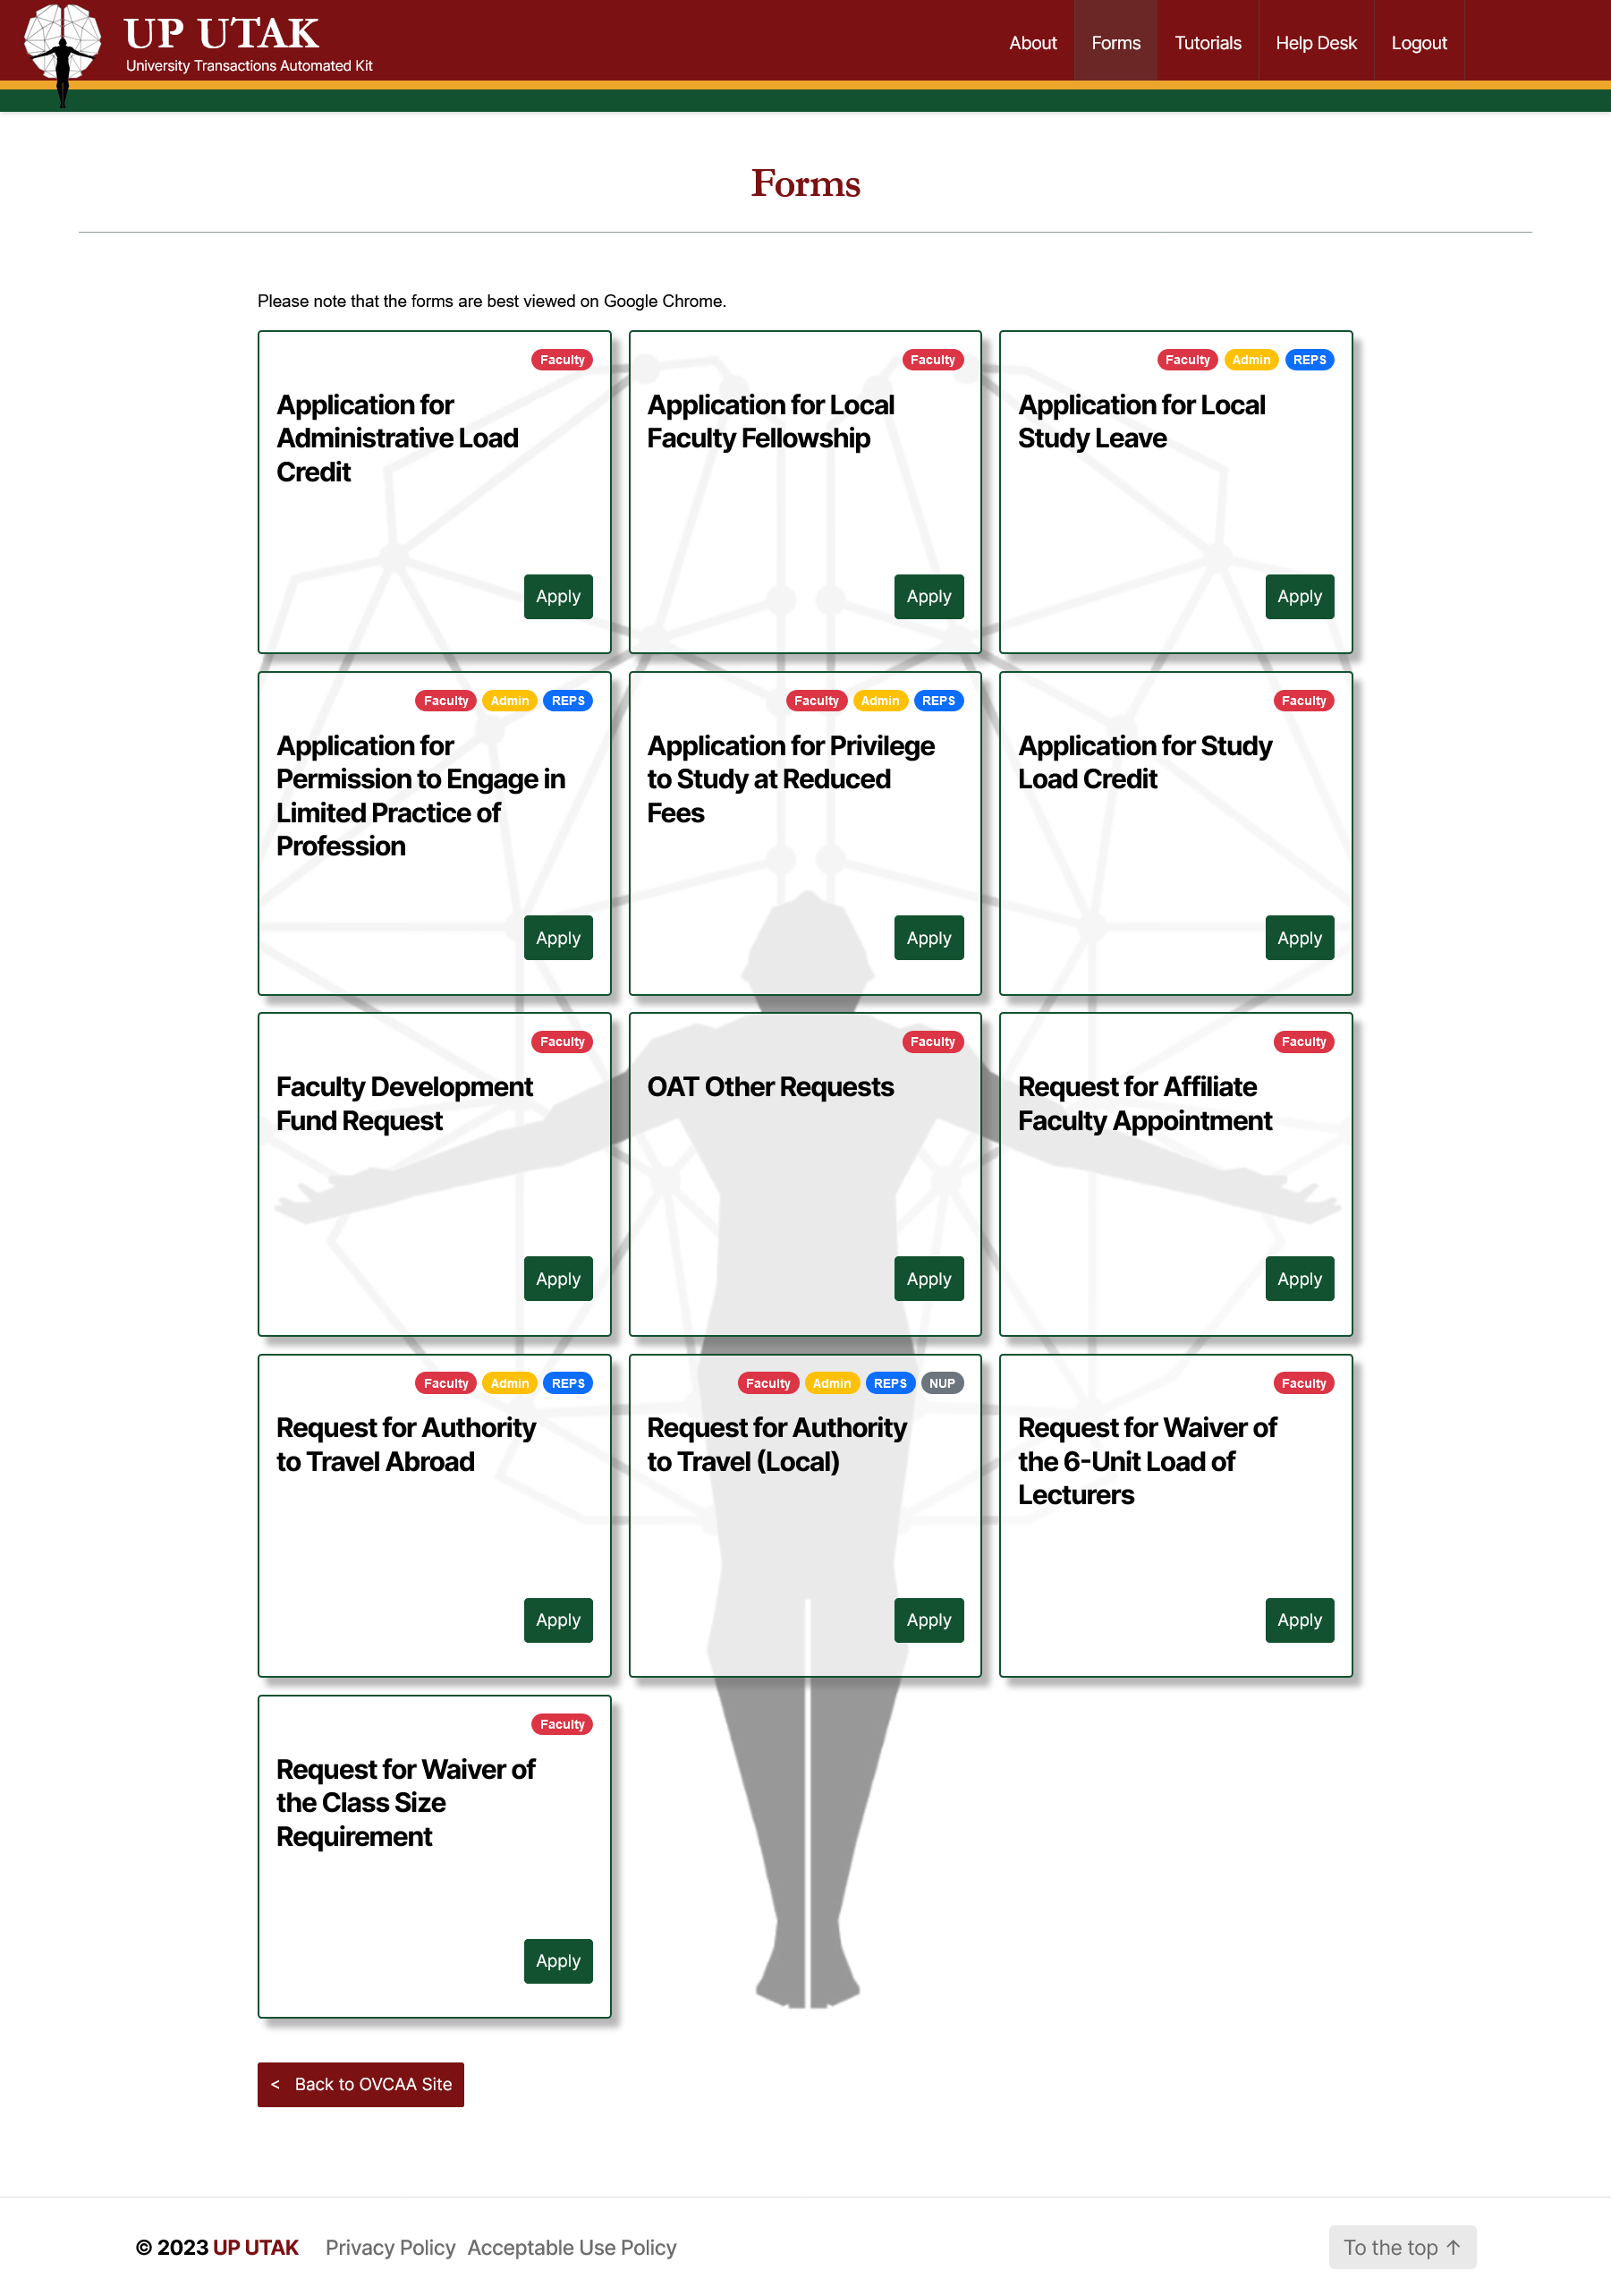 UP UTAK
University Transactions Automated Kit
About
Forms
Tutorials
Help Desk
Logout
Forms
Please note that the forms are best viewed on Google Chrome.
Faculty
Application for
Administrative Load
Credit
Apply
Faculty
Application for Local
Faculty Fellowship
Apply
Faculty Admin REPS
Application for Local
Study Leave
Apply
Faculty Admin REPS
Application for
Permission to Engage in
Limited Practice of
Profession
Apply
Faculty Admin REPS
Application for Privilege
to Study at Reduced
Fees
Apply
Faculty
Application for Study
Load Credit
Apply
Faculty
Faculty Development
Fund Request
Apply
Faculty
OAT Other Requests
Apply
Faculty
Request for Affiliate
Faculty Appointment
Apply
Faculty Admin REPS
Request for Authority
to Travel Abroad
Apply
Faculty Admin REPS NUP
Request for Authority
to Travel (Local)
Apply
Faculty
Request for Waiver of
the 6-Unit Load of
Lecturers
Apply
Faculty
Request for Waiver of
the Class Size
Requirement
Apply
< Back to OVCAA Site
© 2023 UP UTAK Privacy Policy Acceptable Use Policy
To the top ↑